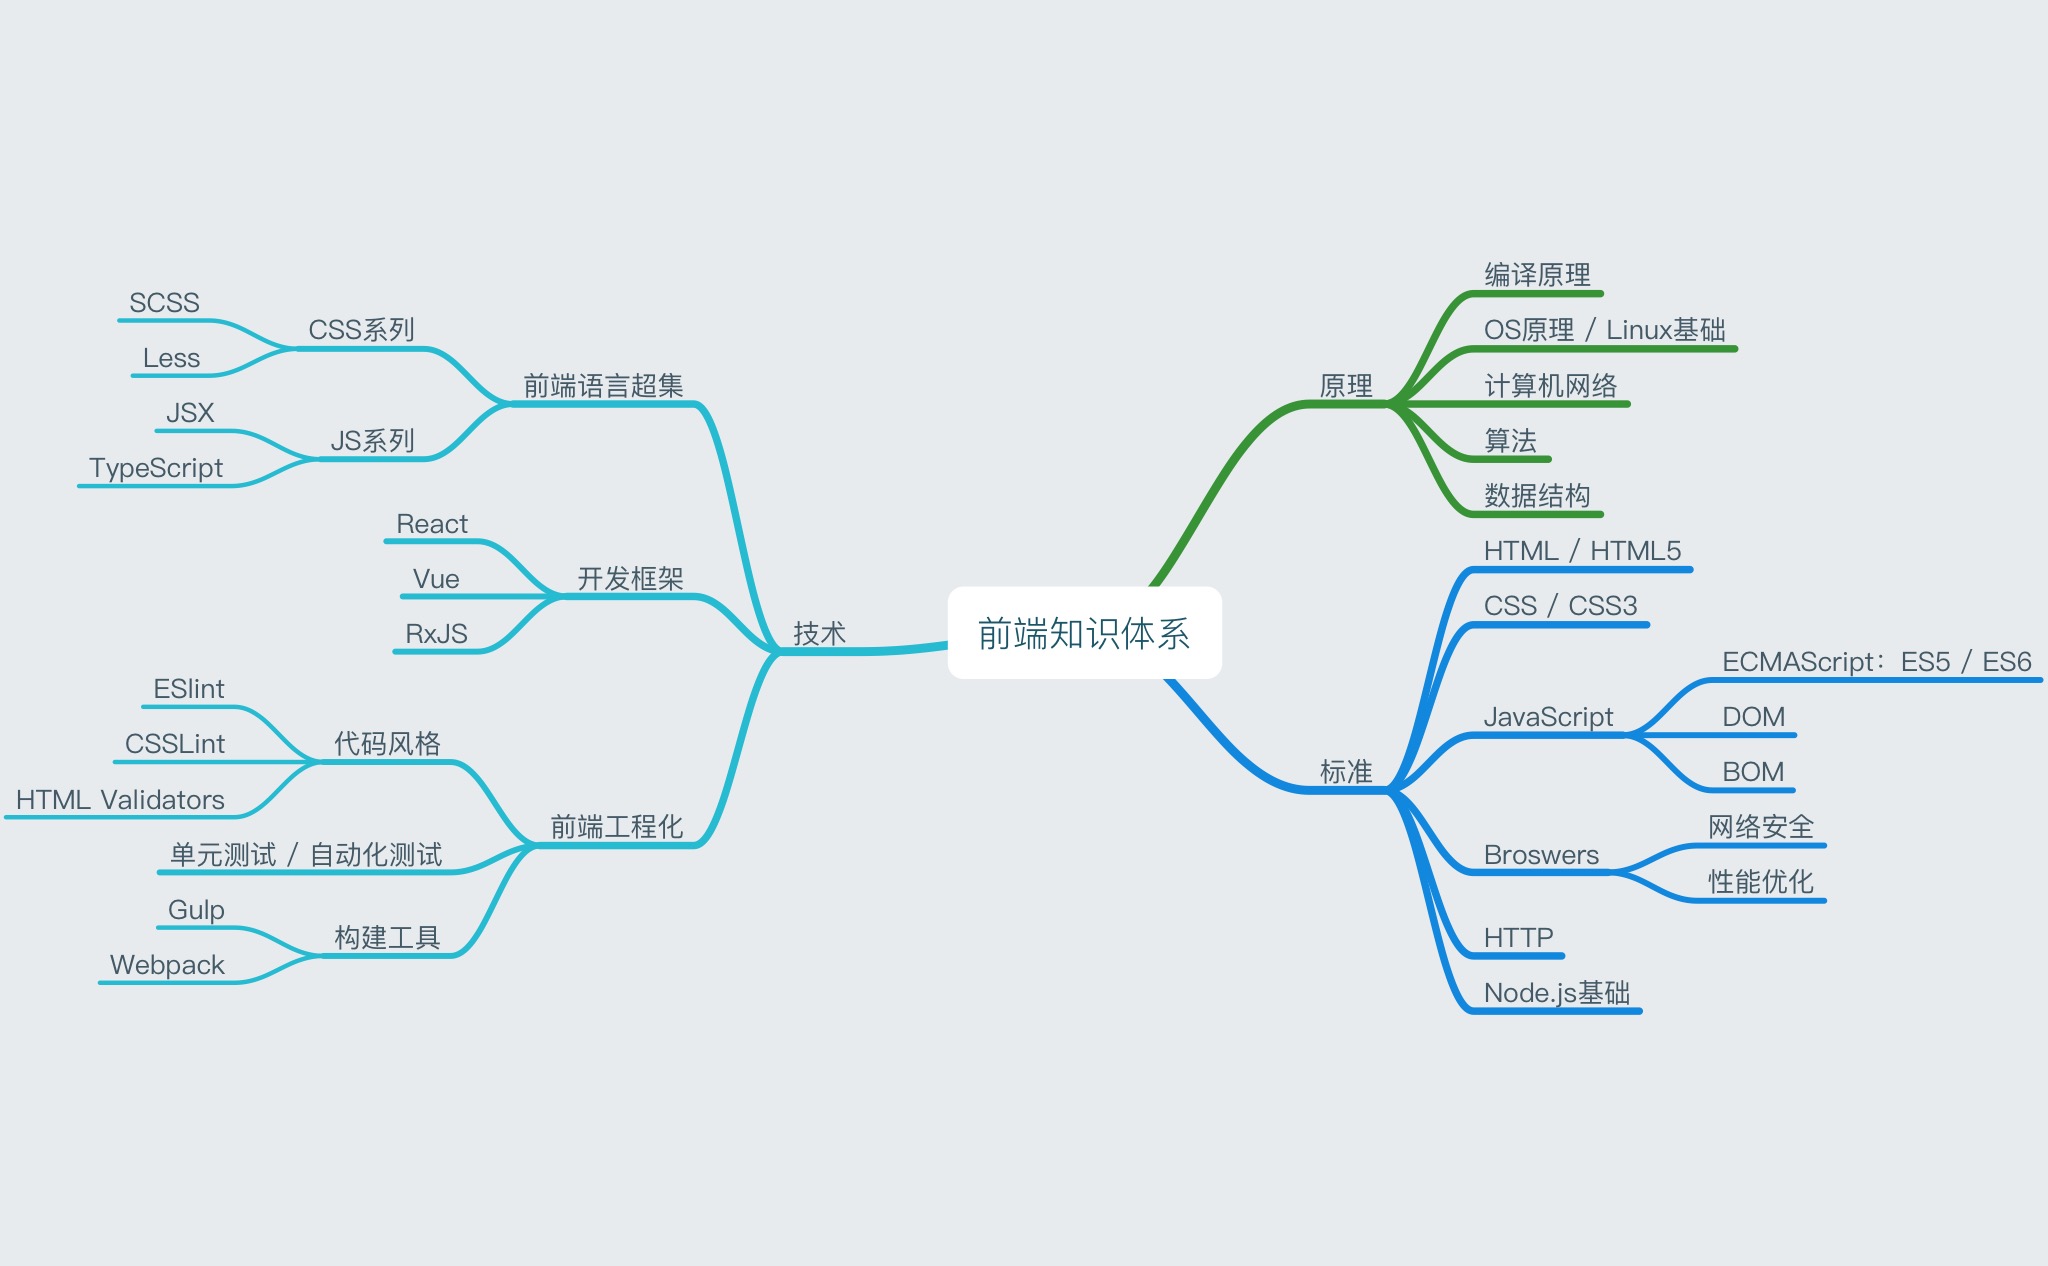 前端知识体系
原理
编译原理
OS原理 / Linux基础
计算机网络
算法
数据结构
标准
HTML / HTML5
CSS / CSS3
JavaScript
ECMAScript：ES5 / ES6
DOM
BOM
Broswers
网络安全
性能优化
HTTP
Node.js基础
技术
前端语言超集
CSS系列
SCSS
Less
JS系列
JSX
TypeScript
开发框架
React
Vue
RxJS
前端工程化
代码风格
ESlint
CSSLint
HTML Validators
单元测试 / 自动化测试
构建工具
Gulp
Webpack